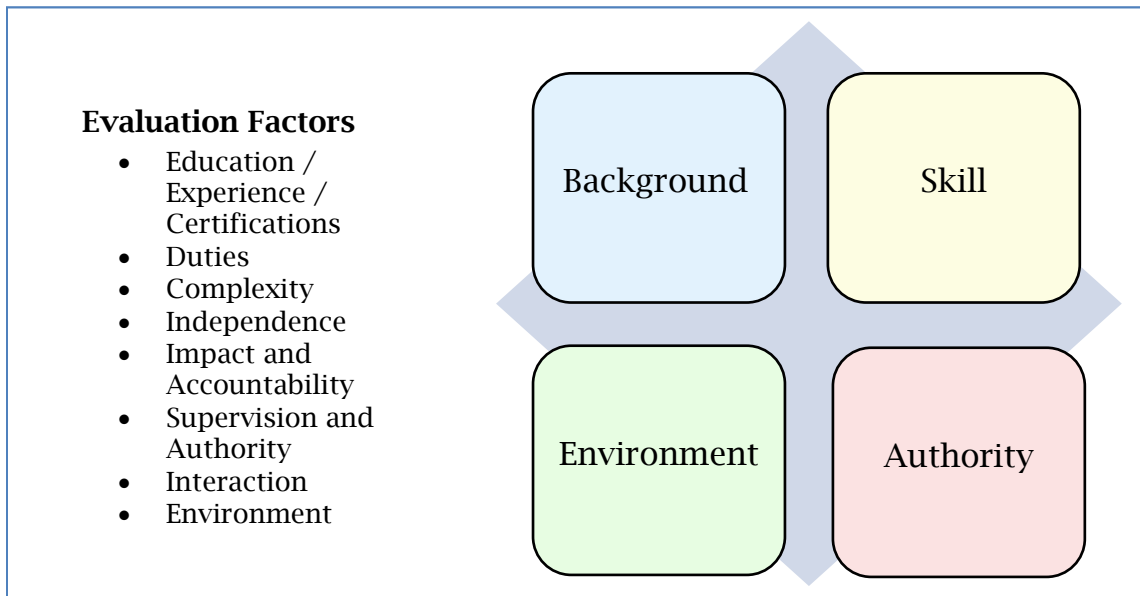 Evaluation Factors
• Education /
Experience /
Certifications
• Duties
• Complexity
• Independence
• Impact and
Accountability
• Supervision and
Authority
• Interaction
• Environment
Background
Skill
Environment
Authority